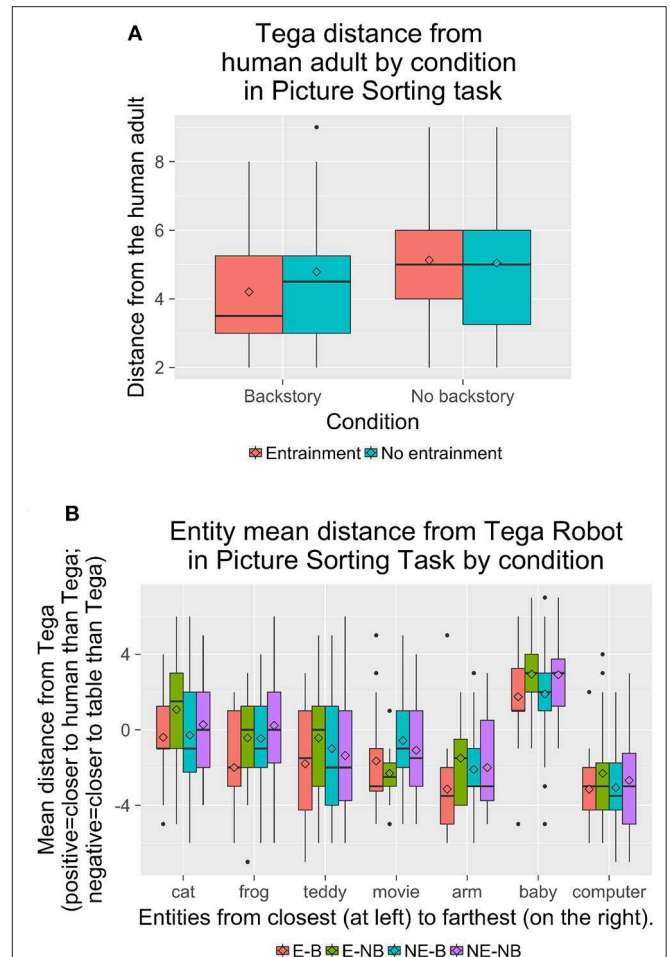 A
Tega distance from
human adult by condition
in Picture Sorting task
Distance from the human adult
8
6
4
2
Backstory No backstory
Condition
Entrainment No entrainment
B
Entity mean distance from Tega Robot
in Picture Sorting Task by condition
Mean distance from Tega
(positive=closer to human than Tega;
negative=closer to table than Tega)
4
0
-4
cat frog teddy movie arm baby computer
Entities from closest (at left) to farthest (on the right).
E-B E-NB NE-B NE-NB